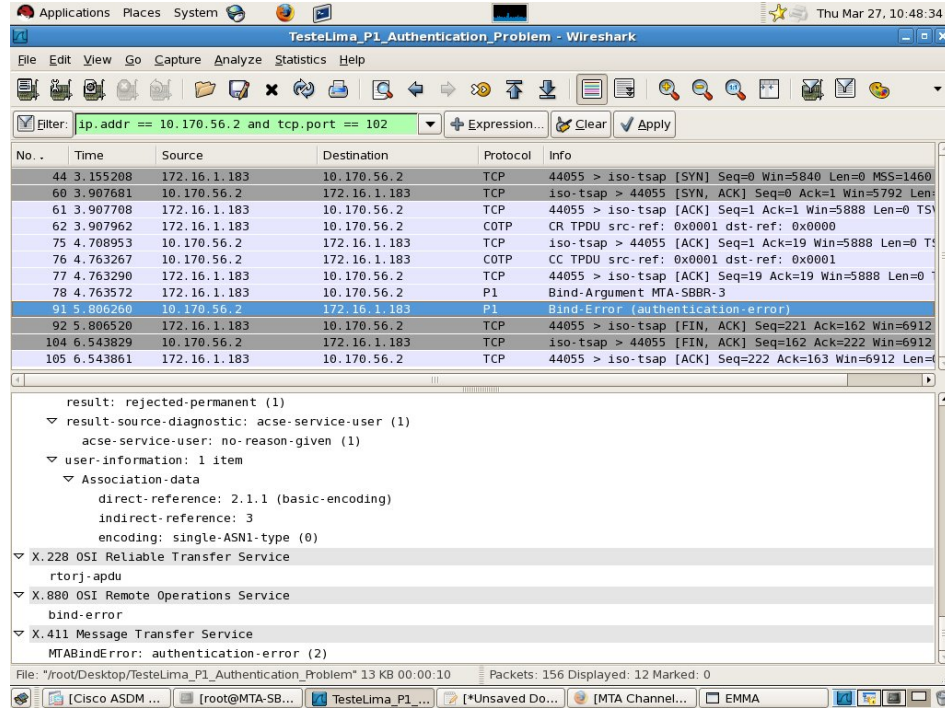 Applications Places System Thu Mar 27, 10:48:34
TesteLima_P1_Authentication_Problem - Wireshark
File Edit View Go Capture Analyze Statistics Help
Filter: ip.addr == 10.170.56.2 and tcp.port == 102 Expression... Clear Apply
No. . Time Source Destination Protocol Info
44 3.155208 172.16.1.183 10.170.56.2 TCP 44055 > iso-tsap [SYN] Seq=0 Win=5840 Len=0 MSS=1460
60 3.907681 10.170.56.2 172.16.1.183 TCP iso-tsap > 44055 [SYN, ACK] Seq=0 Ack=1 Win=5792 Len=
61 3.907708 172.16.1.183 10.170.56.2 TCP 44055 > iso-tsap [ACK] Seq=1 Ack=1 Win=5888 Len=0 TSV
62 3.907962 172.16.1.183 10.170.56.2 COTP CR TPDU src-ref: 0x0001 dst-ref: 0x0000
75 4.708953 10.170.56.2 172.16.1.183 TCP iso-tsap > 44055 [ACK] Seq=1 Ack=19 Win=5888 Len=0 TS
76 4.763267 10.170.56.2 172.16.1.183 COTP CC TPDU src-ref: 0x0001 dst-ref: 0x0001
77 4.763290 172.16.1.183 10.170.56.2 TCP 44055 > iso-tsap [ACK] Seq=19 Ack=19 Win=5888 Len=0
78 4.763572 172.16.1.183 10.170.56.2 P1 Bind-Argument MTA-SBBR-3
91 5.806260 10.170.56.2 172.16.1.183 P1 Bind-Error (authentication-error)
92 5.806520 172.16.1.183 10.170.56.2 TCP 44055 > iso-tsap [FIN, ACK] Seq=221 Ack=162 Win=6912
104 6.543829 10.170.56.2 172.16.1.183 TCP iso-tsap > 44055 [FIN, ACK] Seq=162 Ack=222 Win=6912
105 6.543861 172.16.1.183 10.170.56.2 TCP 44055 > iso-tsap [ACK] Seq=222 Ack=163 Win=6912 Len=
result: rejected-permanent (1)
result-source-diagnostic: acse-service-user (1)
acse-service-user: no-reason-given (1)
user-information: 1 item
Association-data
direct-reference: 2.1.1 (basic-encoding)
indirect-reference: 3
encoding: single-ASN1-type (0)
X.228 OSI Reliable Transfer Service
rtorj-apdu
X.880 OSI Remote Operations Service
bind-error
X.411 Message Transfer Service
MTABindError: authentication-error (2)
File: "/root/Desktop/TesteLima_P1_Authentication_Problem" 13 KB 00:00:10 Packets: 156 Displayed: 12 Marked: 0
[Cisco ASDM ... [root@MTA-SB... TesteLima_P1_... [*Unsaved Do... [MTA Channel... EMMA